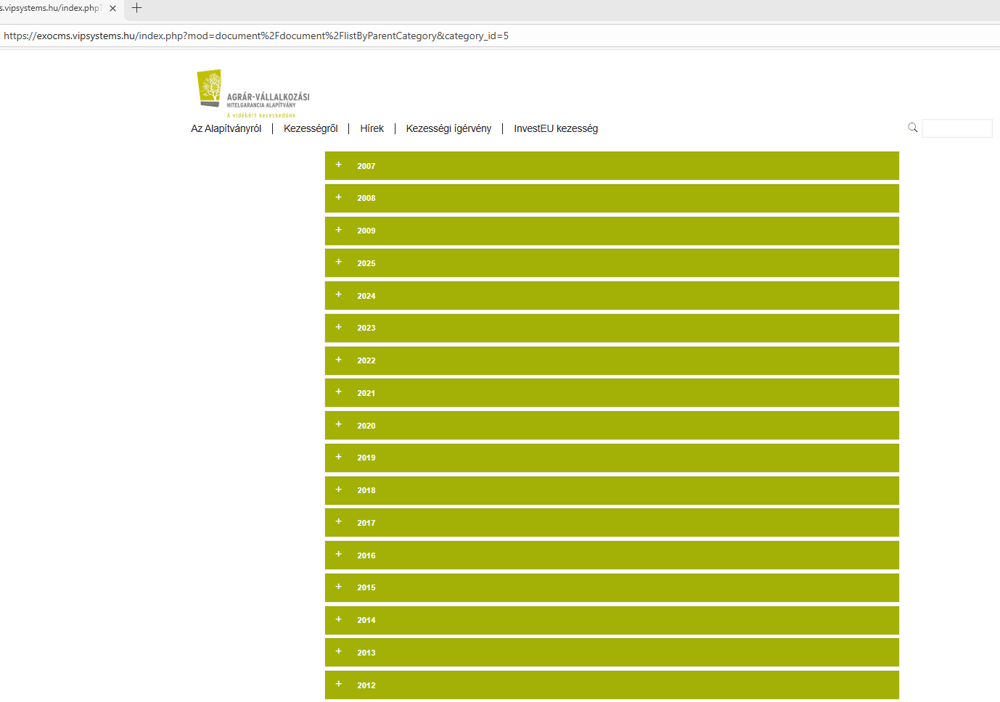 s.vipsystems.hu/index.php?
https://exocms.vipsystems.hu/index.php?mod=document%2Fdocument%2FlistByParentCategory&category_id=5
AGRÁR-VÁLLALKOZÁSI
HITELGARANCIA ALAPÍTVÁNY
A vidékért kezeskedünk
Az Alapítványról | Kezességről | Hírek | Kezességi ígérvény | InvestEU kezesség
+ 2007
+ 2008
+ 2009
+ 2025
+ 2024
+ 2023
+ 2022
+ 2021
+ 2020
+ 2019
+ 2018
+ 2017
+ 2016
+ 2015
+ 2014
+ 2013
+ 2012